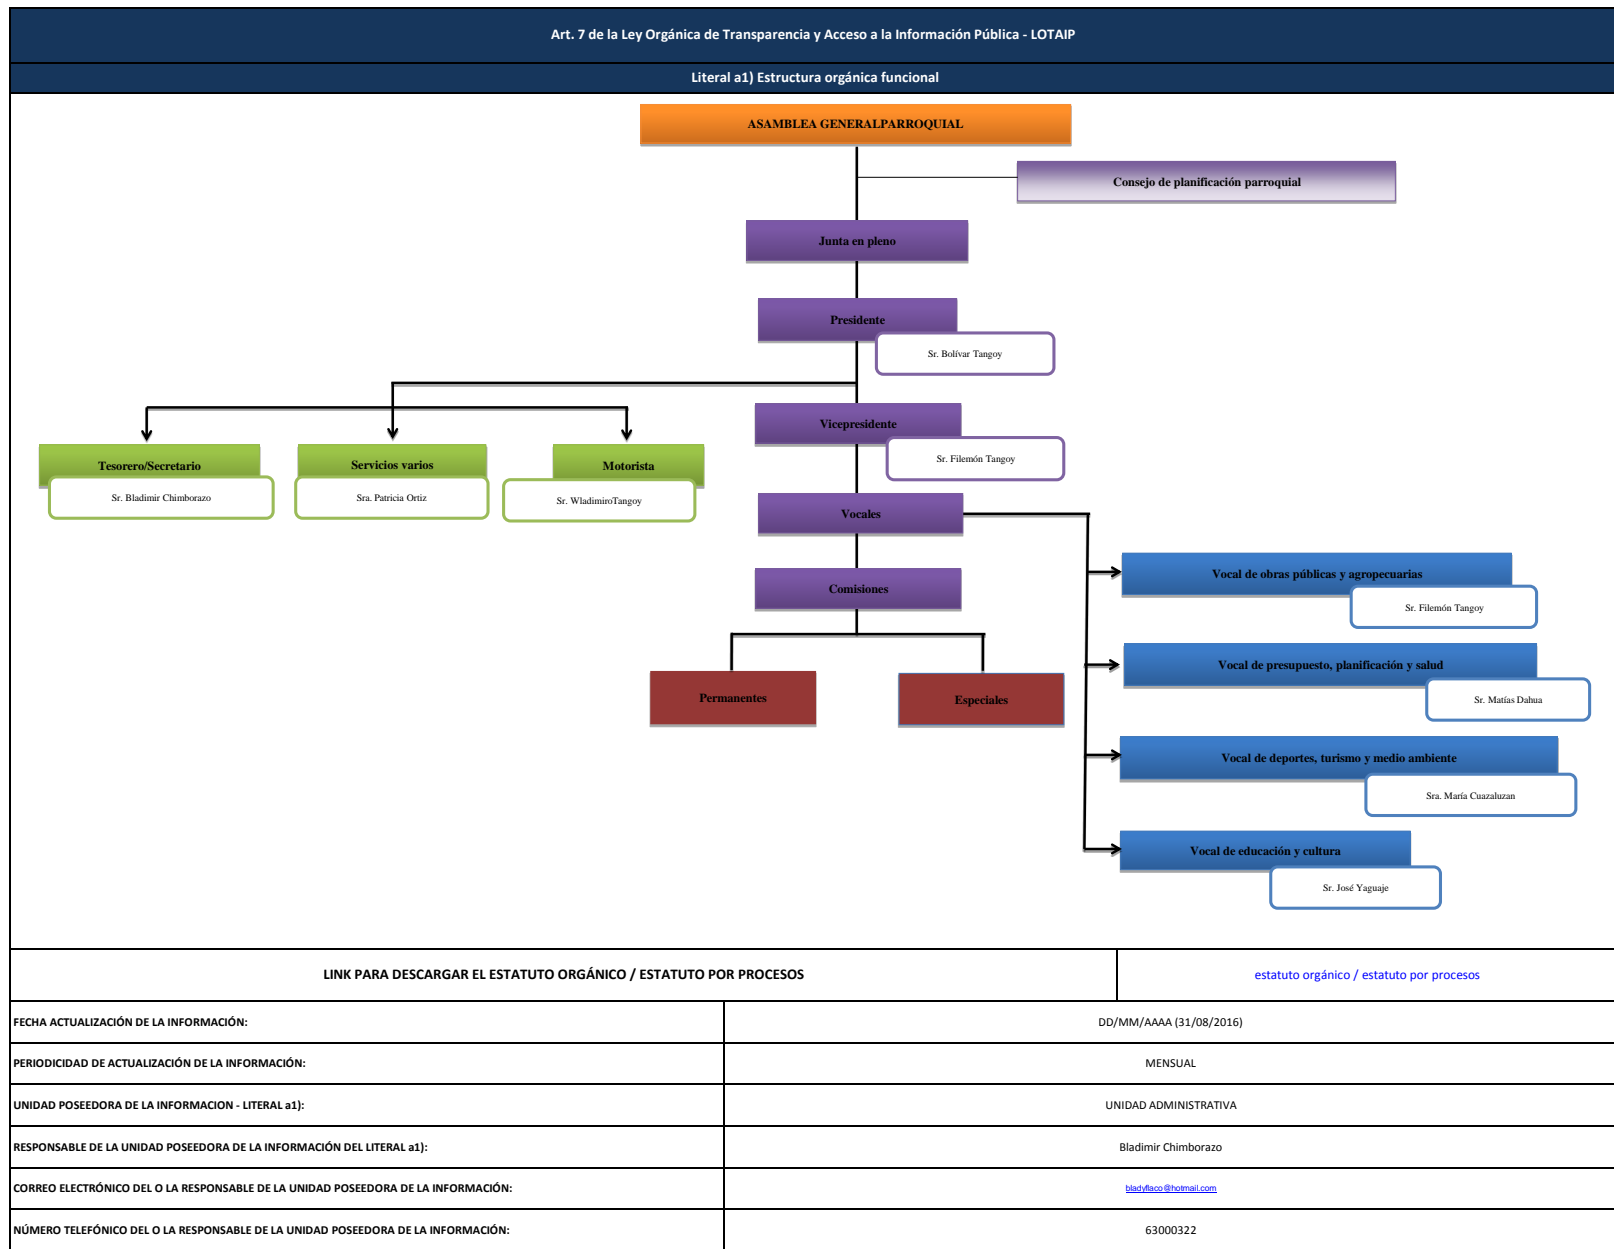 Art. 7 de la Ley Orgánica de Transparencia y Acceso a la Información Pública - LOTAIP
Literal a1) Estructura orgánica funcional
ASAMBLEA GENERALPARROQUIAL
Consejo de planificación parroquial
Junta en pleno
Presidente
Sr. Bolívar Tangoy
Vicepresidente
Sr. Filemón Tangoy
Tesorero/Secretario
Sr. Bladimir Chimborazo
Servicios varios
Sra. Patricia Ortiz
Motorista
Sr. WladimiroTangoy
Vocales
Comisiones
Permanentes
Especiales
Vocal de obras públicas y agropecuarias
Sr. Filemón Tangoy
Vocal de presupuesto, planificación y salud
Sr. Matías Dahua
Vocal de deportes, turismo y medio ambiente
Sra. María Cuazaluzan
Vocal de educación y cultura
Sr. José Yaguaje
LINK PARA DESCARGAR EL ESTATUTO ORGÁNICO / ESTATUTO POR PROCESOS
estatuto orgánico / estatuto por procesos
FECHA ACTUALIZACIÓN DE LA INFORMACIÓN:
DD/MM/AAAA (31/08/2016)
PERIODICIDAD DE ACTUALIZACIÓN DE LA INFORMACIÓN:
MENSUAL
UNIDAD POSEEDORA DE LA INFORMACION - LITERAL a1):
UNIDAD ADMINISTRATIVA
RESPONSABLE DE LA UNIDAD POSEEDORA DE LA INFORMACIÓN DEL LITERAL a1):
Bladimir Chimborazo
CORREO ELECTRÓNICO DEL O LA RESPONSABLE DE LA UNIDAD POSEEDORA DE LA INFORMACIÓN:
bladyflaco@hotmail.com
NÚMERO TELEFÓNICO DEL O LA RESPONSABLE DE LA UNIDAD POSEEDORA DE LA INFORMACIÓN:
63000322